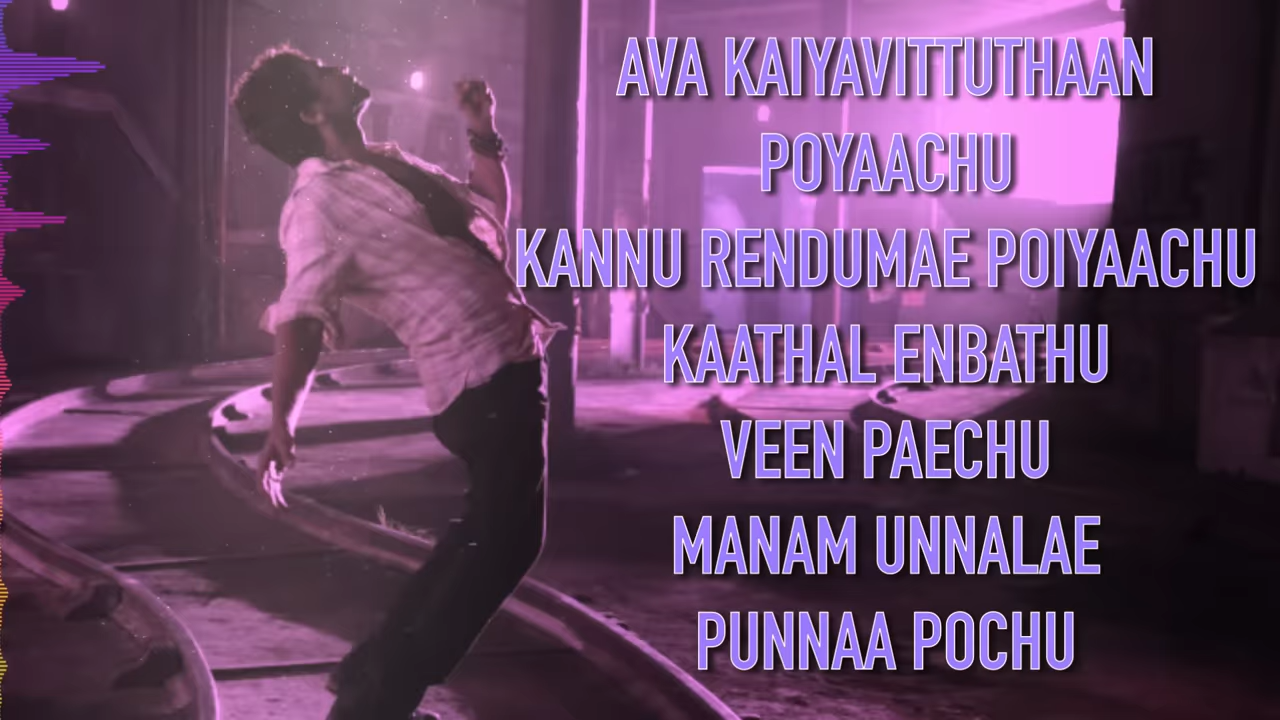 AVA KAIYAVITTUTHAAN
POYAACHU
KANNU RENDUMAE POIYAACHU
KAATHAL ENBATHU
VEEN PAECHU
MANAM UNNALAE
PUNNAA POCHU